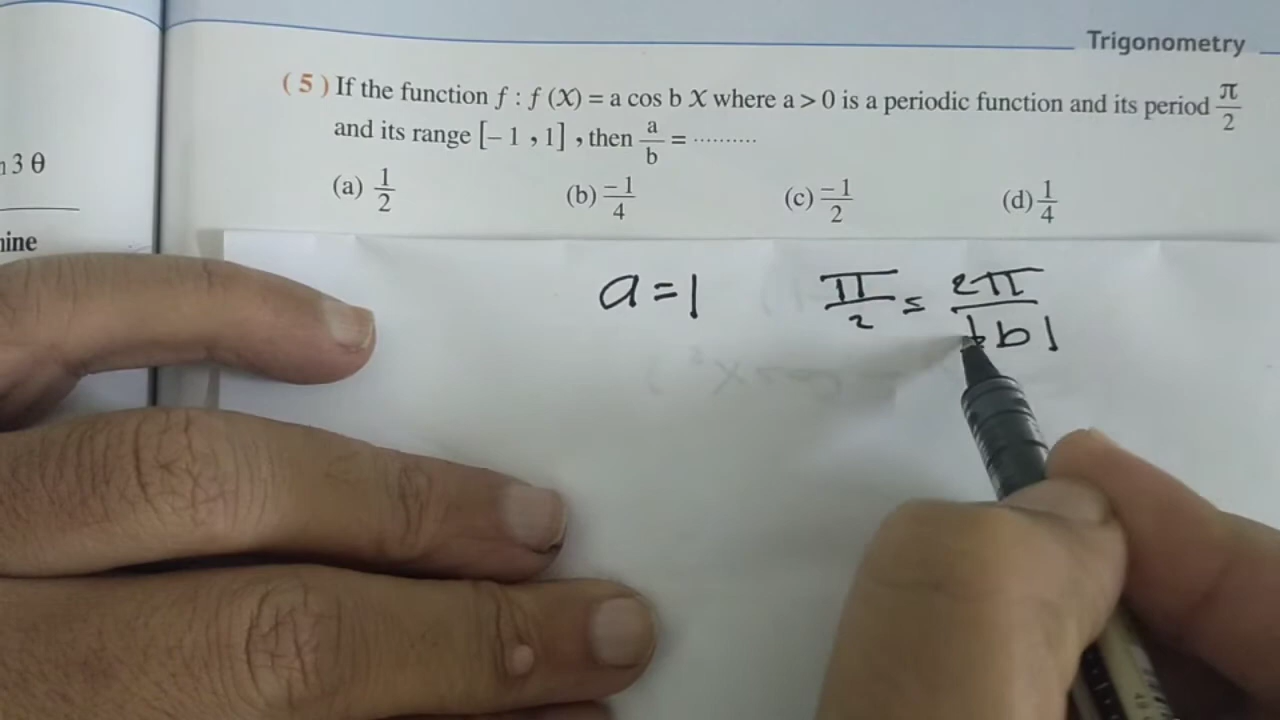 Trigonometry
( 5 ) If the function f : f (X) = a cos b X where a > 0 is a periodic function and its period π/2
and its range [– 1 , 1] , then a/b = ..........
(a) 1/2 (b) –1/4 (c) –1/2 (d) 1/4
3 θ
a = 1 π/2 = 2π/|b|